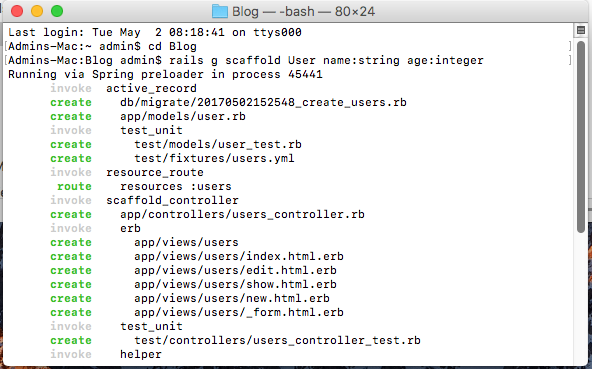 Blog — -bash — 80×24
Last login: Tue May  2 08:18:41 on ttys000
[Admins-Mac:~ admin$ cd Blog                                                     ]
[Admins-Mac:Blog admin$ rails g scaffold User name:string age:integer            ]
Running via Spring preloader in process 45441
      invoke  active_record
      create    db/migrate/20170502152548_create_users.rb
      create    app/models/user.rb
      invoke    test_unit
      create      test/models/user_test.rb
      create      test/fixtures/users.yml
      invoke  resource_route
       route    resources :users
      invoke  scaffold_controller
      create    app/controllers/users_controller.rb
      invoke    erb
      create      app/views/users
      create      app/views/users/index.html.erb
      create      app/views/users/edit.html.erb
      create      app/views/users/show.html.erb
      create      app/views/users/new.html.erb
      create      app/views/users/_form.html.erb
      invoke    test_unit
      create      test/controllers/users_controller_test.rb
      invoke    helper